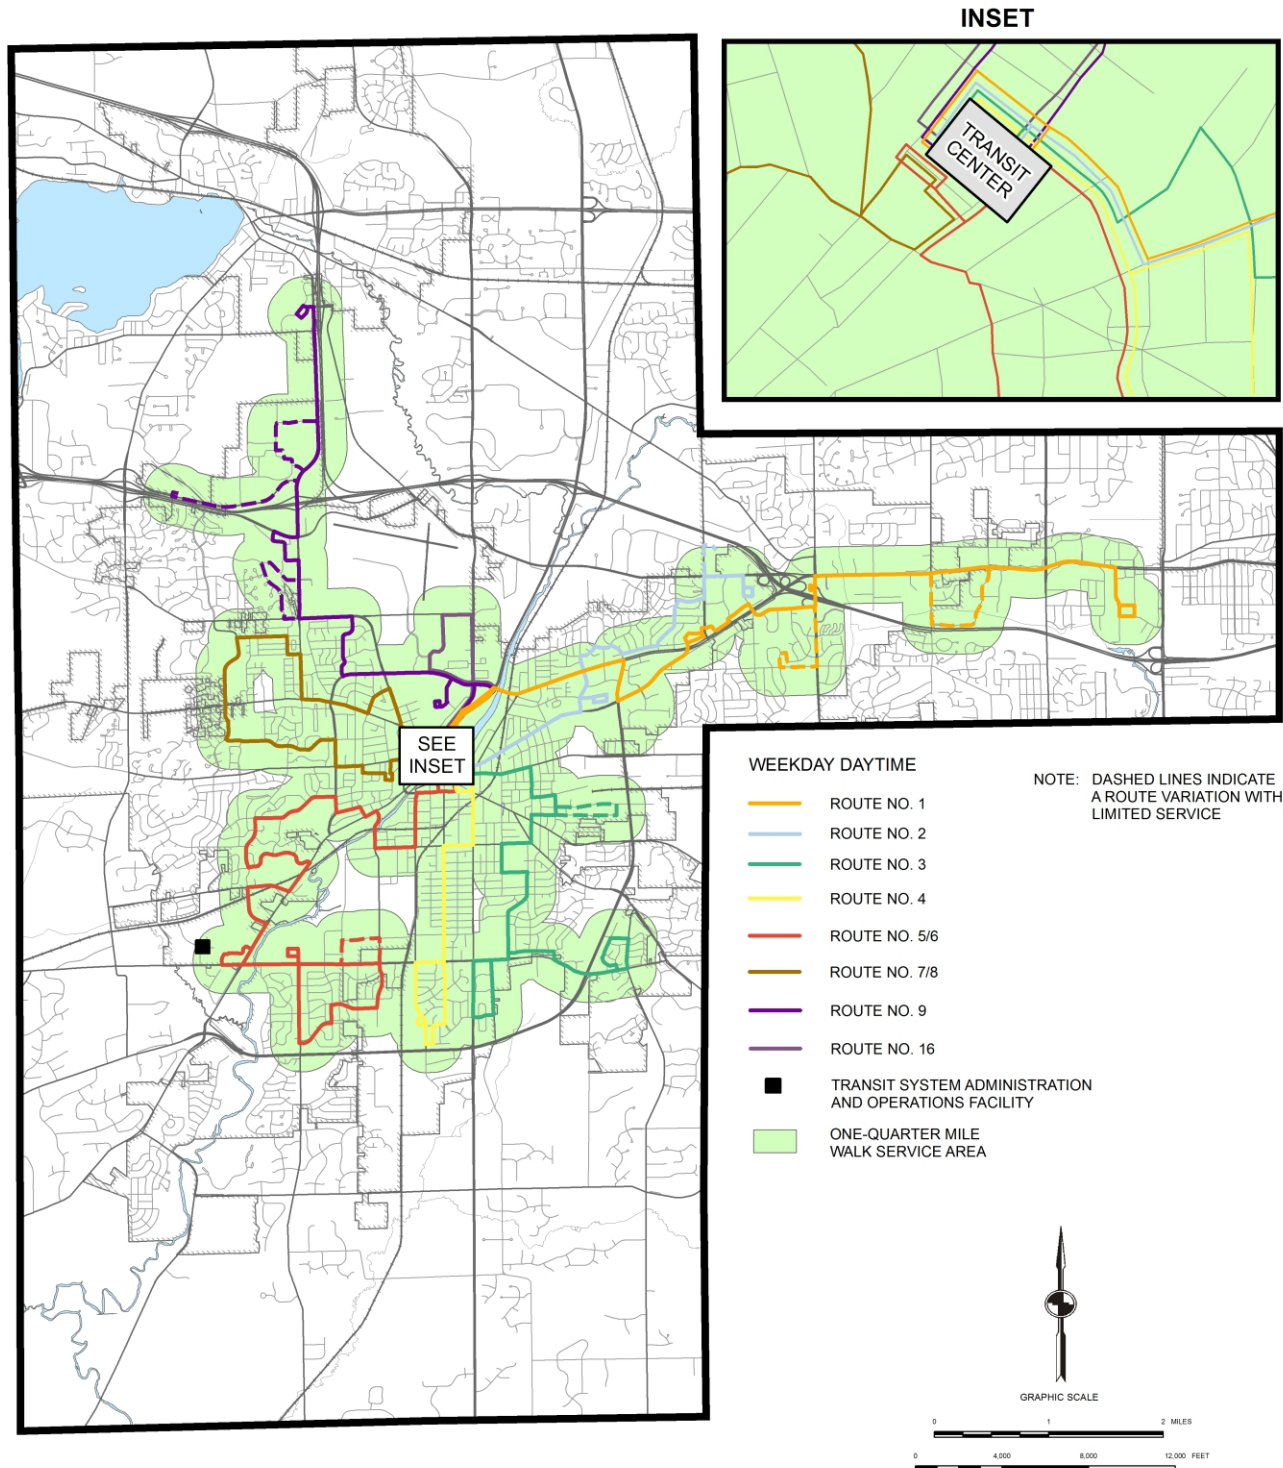 INSET
TRANSIT
CENTER
SEE
INSET
WEEKDAY DAYTIME
ROUTE NO. 1
ROUTE NO. 2
ROUTE NO. 3
ROUTE NO. 4
ROUTE NO. 5/6
ROUTE NO. 7/8
ROUTE NO. 9
ROUTE NO. 16
TRANSIT SYSTEM ADMINISTRATION
AND OPERATIONS FACILITY
ONE-QUARTER MILE
WALK SERVICE AREA
NOTE: DASHED LINES INDICATE
A ROUTE VARIATION WITH
LIMITED SERVICE
GRAPHIC SCALE
0 1 2 MILES
0 4,000 8,000 12,000 FEET